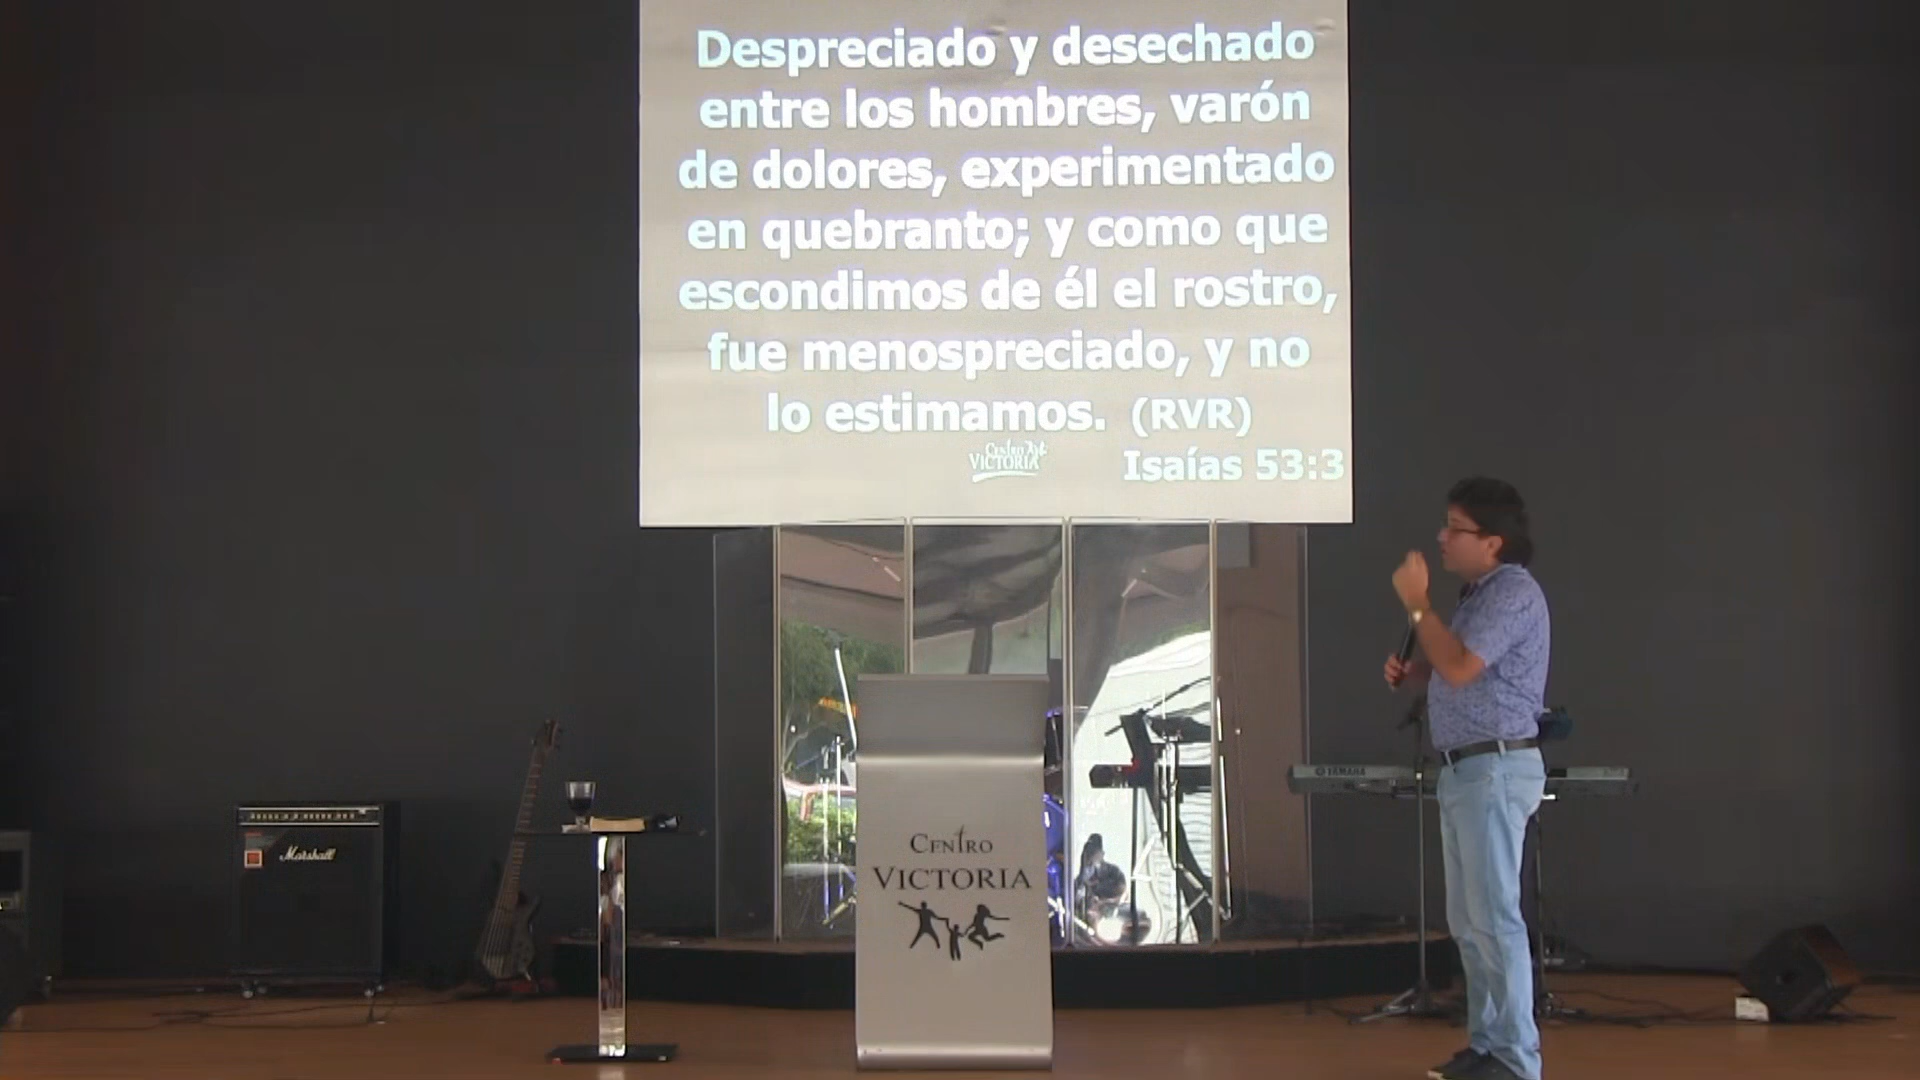 Despreciado y desechado
entre los hombres, varón
de dolores, experimentado
en quebranto; y como que
escondimos de él el rostro,
fue menospreciado, y no
lo estimamos. (RVR)
CENTRO
VICTORIA
Isaías 53:3
YAMAHA
Marshall
CENTRO
VICTORIA